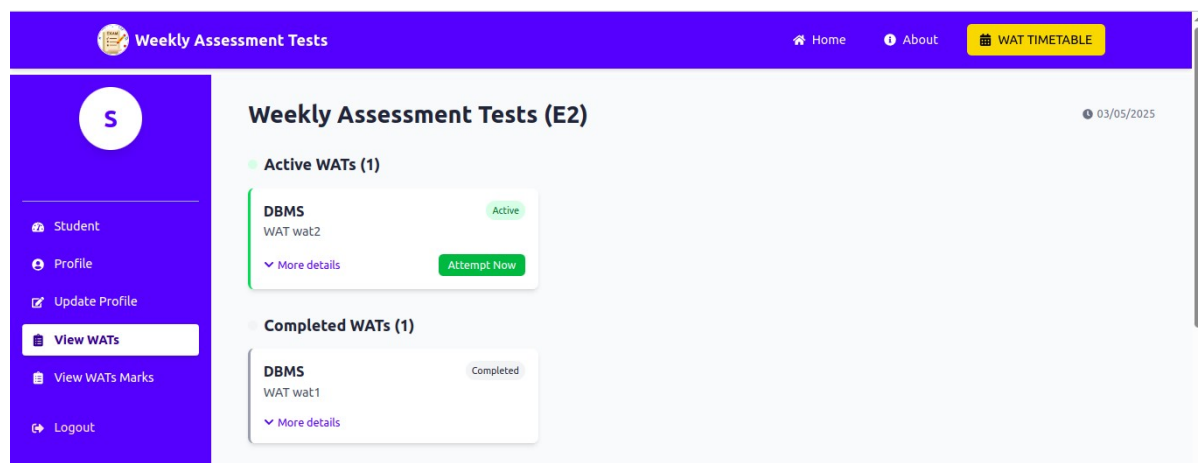 Weekly Assessment Tests
Home
About
WAT TIMETABLE
S
Student
Profile
Update Profile
View WATs
View WATs Marks
Logout
Weekly Assessment Tests (E2)
03/05/2025
Active WATs (1)
DBMS
Active
WAT wat2
More details
Attempt Now
Completed WATs (1)
DBMS
Completed
WAT wat1
More details